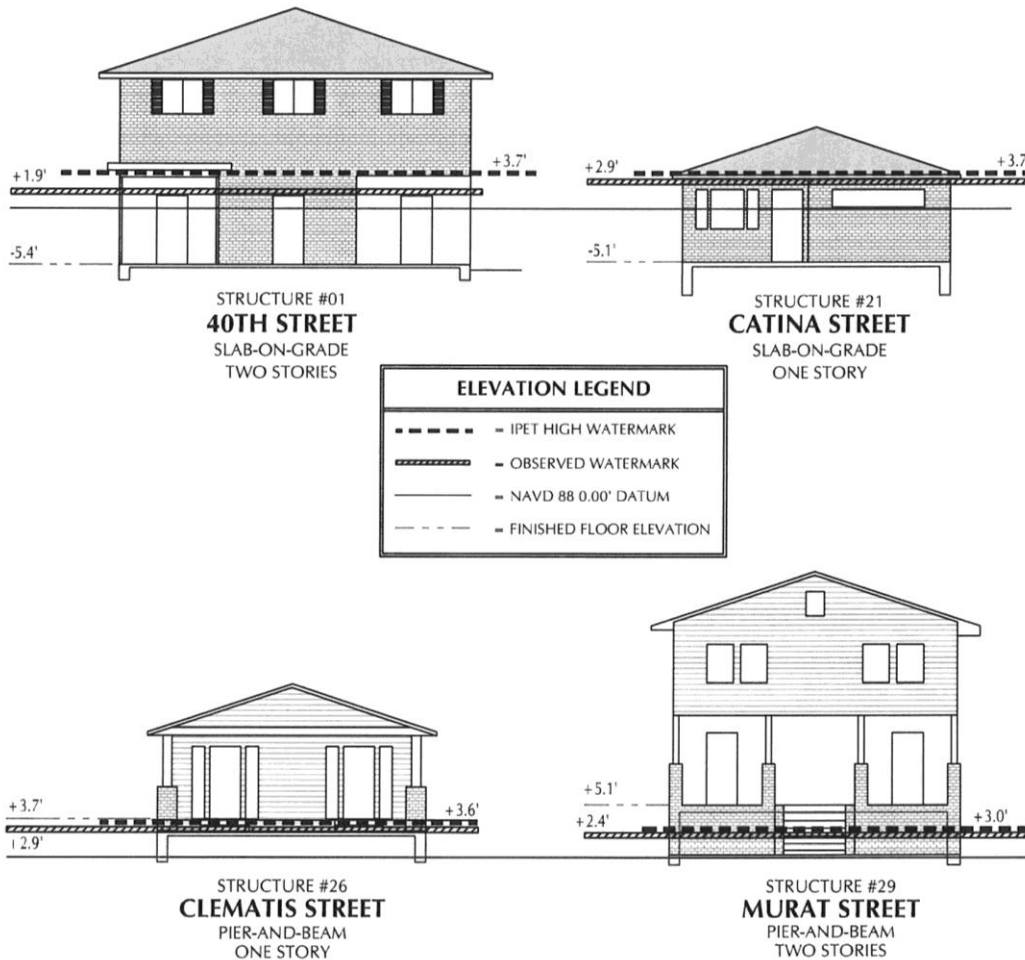 +1.9'
+3.7'
-5.4'
STRUCTURE #01
40TH STREET
SLAB-ON-GRADE
TWO STORIES
+2.9'
+3.7'
-5.1'
STRUCTURE #21
CATINA STREET
SLAB-ON-GRADE
ONE STORY
ELEVATION LEGEND
= IPET HIGH WATERMARK
= OBSERVED WATERMARK
= NAVD 88 0.00' DATUM
= FINISHED FLOOR ELEVATION
+3.7'
+3.6'
+2.9'
STRUCTURE #26
CLEMATIS STREET
PIER-AND-BEAM
ONE STORY
+5.1'
+2.4'
+3.0'
STRUCTURE #29
MURAT STREET
PIER-AND-BEAM
TWO STORIES